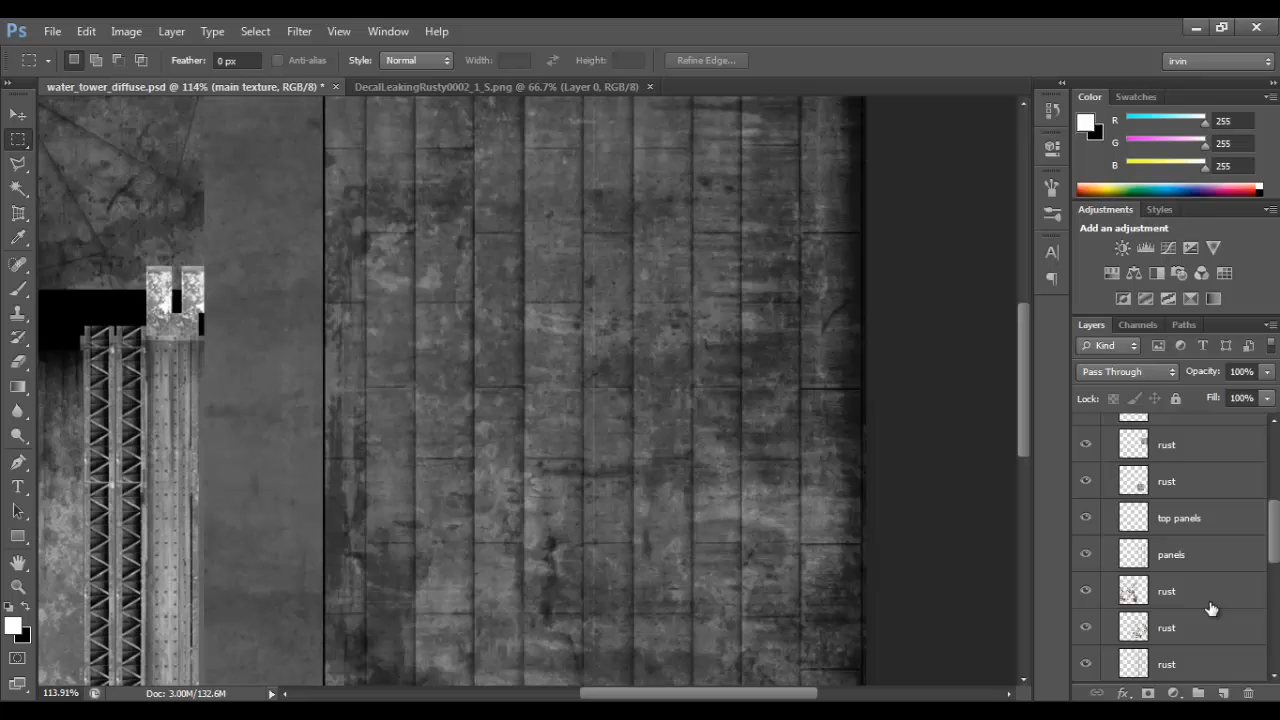 Ps File Edit Image Layer Type Select Filter View Window Help
Feather: 0 px Anti-alias Style: Normal Width: Height: Refine Edge... irvin
water_tower_diffuse.psd @ 114% (main texture, RGB/8) * × DecalLeakingRusty0002_1_S.png @ 66.7% (Layer 0, RGB/8) ×
Color Swatches
R 255
G 255
B 255
Adjustments Styles
Add an adjustment
Layers Channels Paths
Kind
Pass Through Opacity: 100%
Lock: Fill: 100%
rust
rust
top panels
panels
rust
rust
rust
113.91% Doc: 3.00M/132.6M